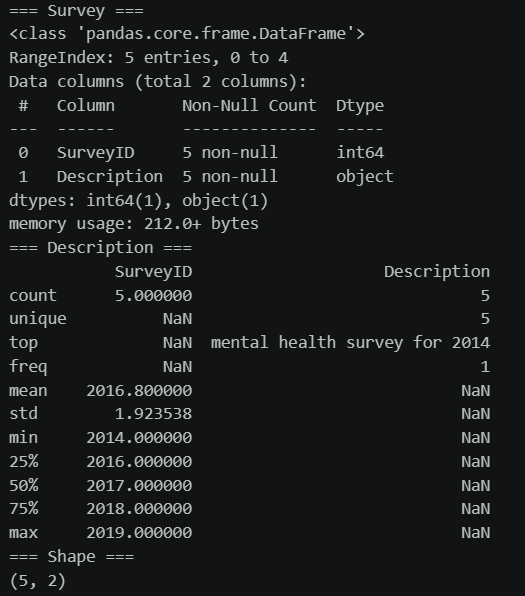 === Survey ===
<class 'pandas.core.frame.DataFrame'>
RangeIndex: 5 entries, 0 to 4
Data columns (total 2 columns):
 #   Column       Non-Null Count  Dtype
---  ------       --------------  -----
 0   SurveyID     5 non-null      int64
 1   Description  5 non-null      object
dtypes: int64(1), object(1)
memory usage: 212.0+ bytes
=== Description ===
           SurveyID                    Description
count      5.000000                              5
unique          NaN                              5
top             NaN  mental health survey for 2014
freq            NaN                              1
mean    2016.800000                            NaN
std        1.923538                            NaN
min     2014.000000                            NaN
25%     2016.000000                            NaN
50%     2017.000000                            NaN
75%     2018.000000                            NaN
max     2019.000000                            NaN
=== Shape ===
(5, 2)